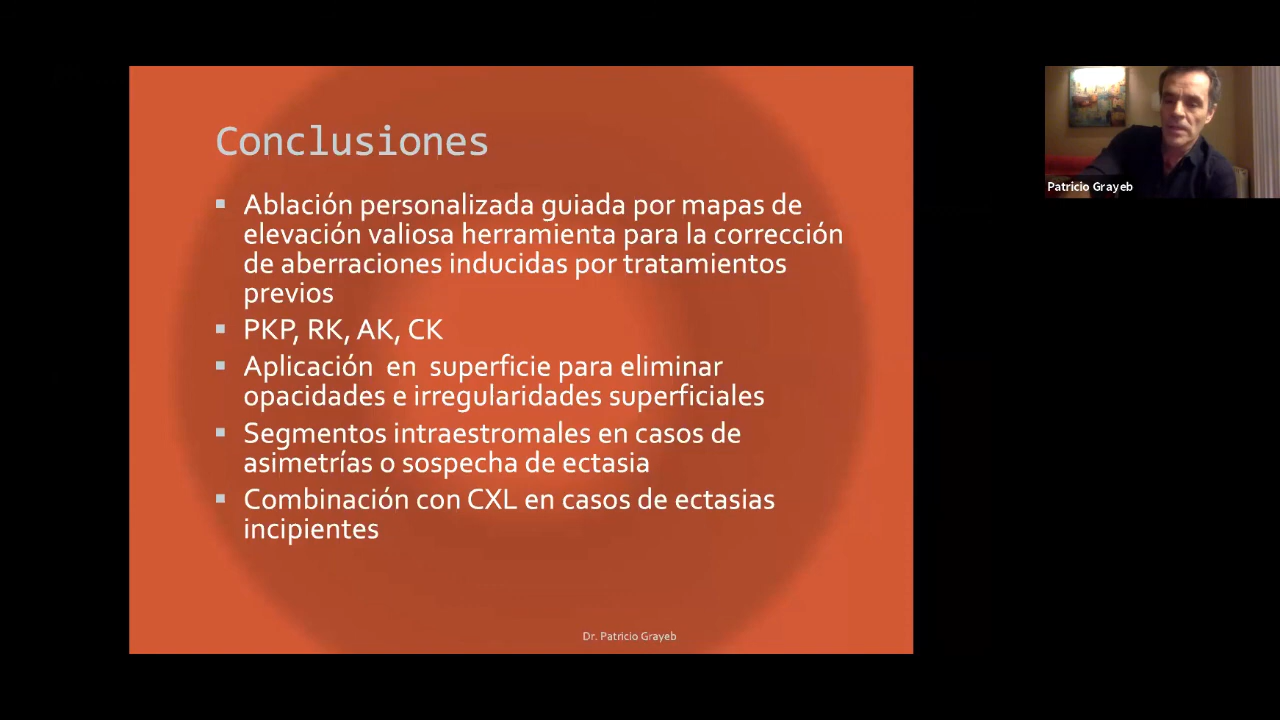 Conclusiones
▪ Ablación personalizada guiada por mapas de
elevación valiosa herramienta para la corrección
de aberraciones inducidas por tratamientos
previos
▪ PKP, RK, AK, CK
▪ Aplicación en superficie para eliminar
opacidades e irregularidades superficiales
▪ Segmentos intraestromales en casos de
asimetrías o sospecha de ectasia
▪ Combinación con CXL en casos de ectasias
incipientes
Dr. Patricio Grayeb
Patricio Grayeb